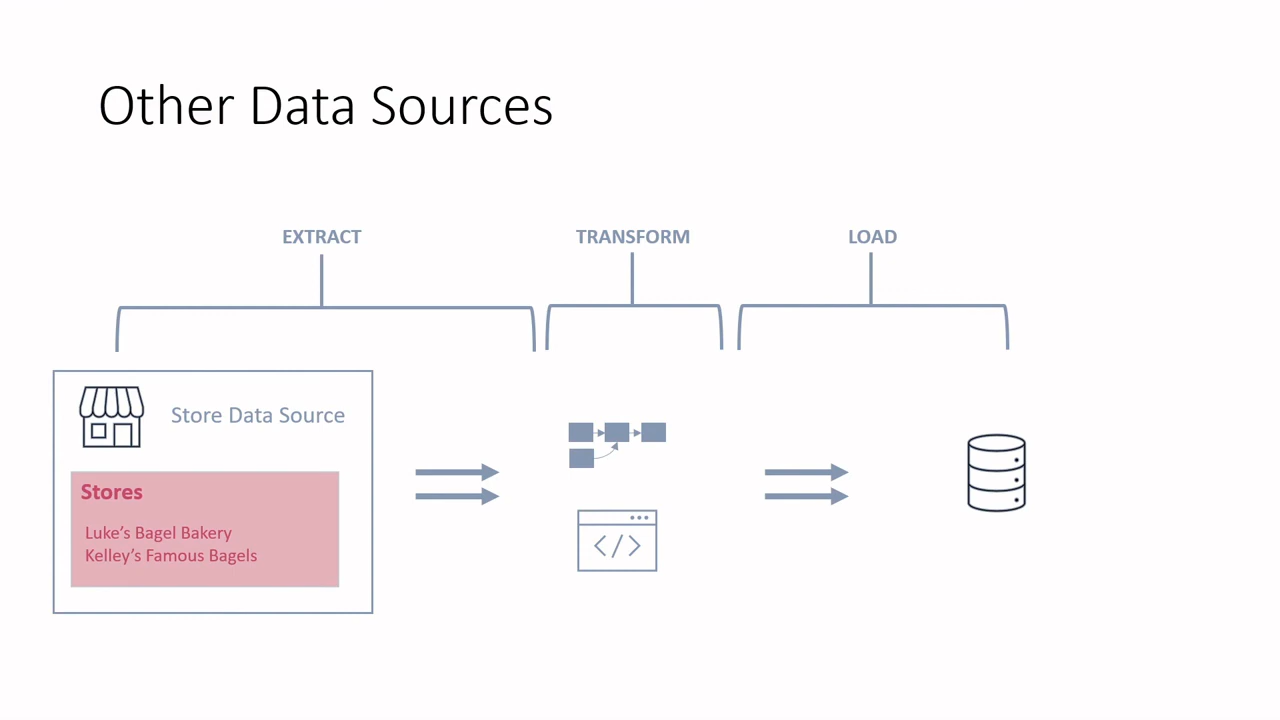 Other Data Sources
EXTRACT
TRANSFORM
LOAD
Store Data Source
Stores
Luke’s Bagel Bakery
Kelley’s Famous Bagels